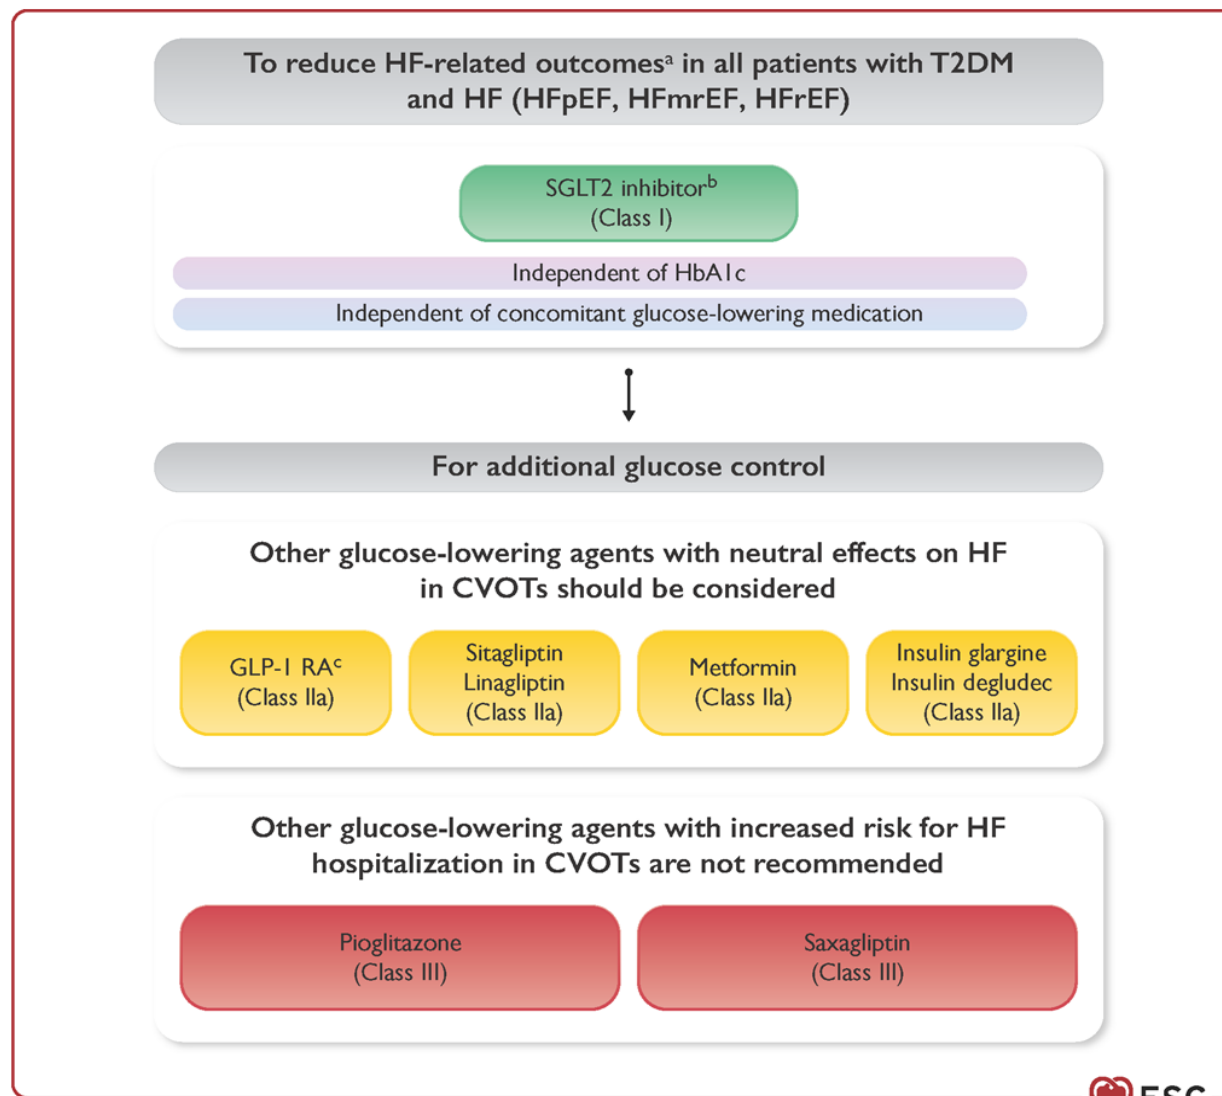 To reduce HF-related outcomesᵃ in all patients with T2DM
and HF (HFpEF, HFmrEF, HFrEF)
SGLT2 inhibitorᵇ
(Class I)
Independent of HbA1c
Independent of concomitant glucose-lowering medication
For additional glucose control
Other glucose-lowering agents with neutral effects on HF
in CVOTs should be considered
GLP-1 RAᶜ
(Class IIa)
Sitagliptin
Linagliptin
(Class IIa)
Metformin
(Class IIa)
Insulin glargine
Insulin degludec
(Class IIa)
Other glucose-lowering agents with increased risk for HF
hospitalization in CVOTs are not recommended
Pioglitazone
(Class III)
Saxagliptin
(Class III)
ESC